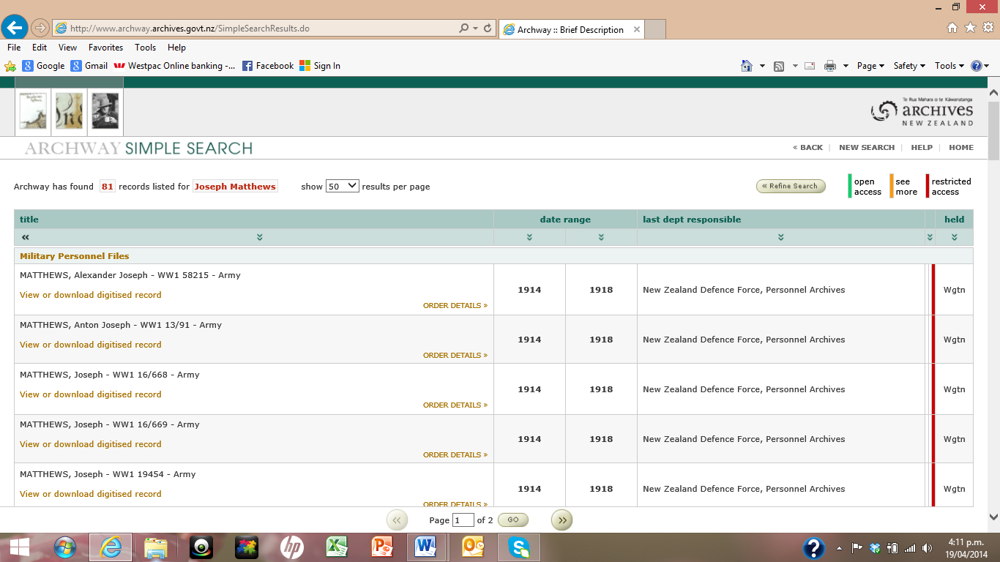 http://www.archway.archives.govt.nz/SimpleSearchResults.do
Archway :: Brief Description
File Edit View Favorites Tools Help
Google Gmail Westpac Online banking -... Facebook Sign In
Page Safety Tools
Te Rua Mahara o te Kāwanatanga
ARCHIVES
NEW ZEALAND
ARCHWAY SIMPLE SEARCH
« BACK | NEW SEARCH | HELP | HOME
Archway has found 81 records listed for Joseph Matthews show 50 results per page
« Refine Search
open access
see more
restricted access
title date range last dept responsible held
Military Personnel Files
MATTHEWS, Alexander Joseph - WW1 58215 - Army
View or download digitised record
ORDER DETAILS »
1914 1918 New Zealand Defence Force, Personnel Archives Wgtn
MATTHEWS, Anton Joseph - WW1 13/91 - Army
View or download digitised record
ORDER DETAILS »
1914 1918 New Zealand Defence Force, Personnel Archives Wgtn
MATTHEWS, Joseph - WW1 16/668 - Army
View or download digitised record
ORDER DETAILS »
1914 1918 New Zealand Defence Force, Personnel Archives Wgtn
MATTHEWS, Joseph - WW1 16/669 - Army
View or download digitised record
ORDER DETAILS »
1914 1918 New Zealand Defence Force, Personnel Archives Wgtn
MATTHEWS, Joseph - WW1 19454 - Army
View or download digitised record
ORDER DETAILS »
1914 1918 New Zealand Defence Force, Personnel Archives Wgtn
Page 1 of 2 GO
4:11 p.m.
19/04/2014